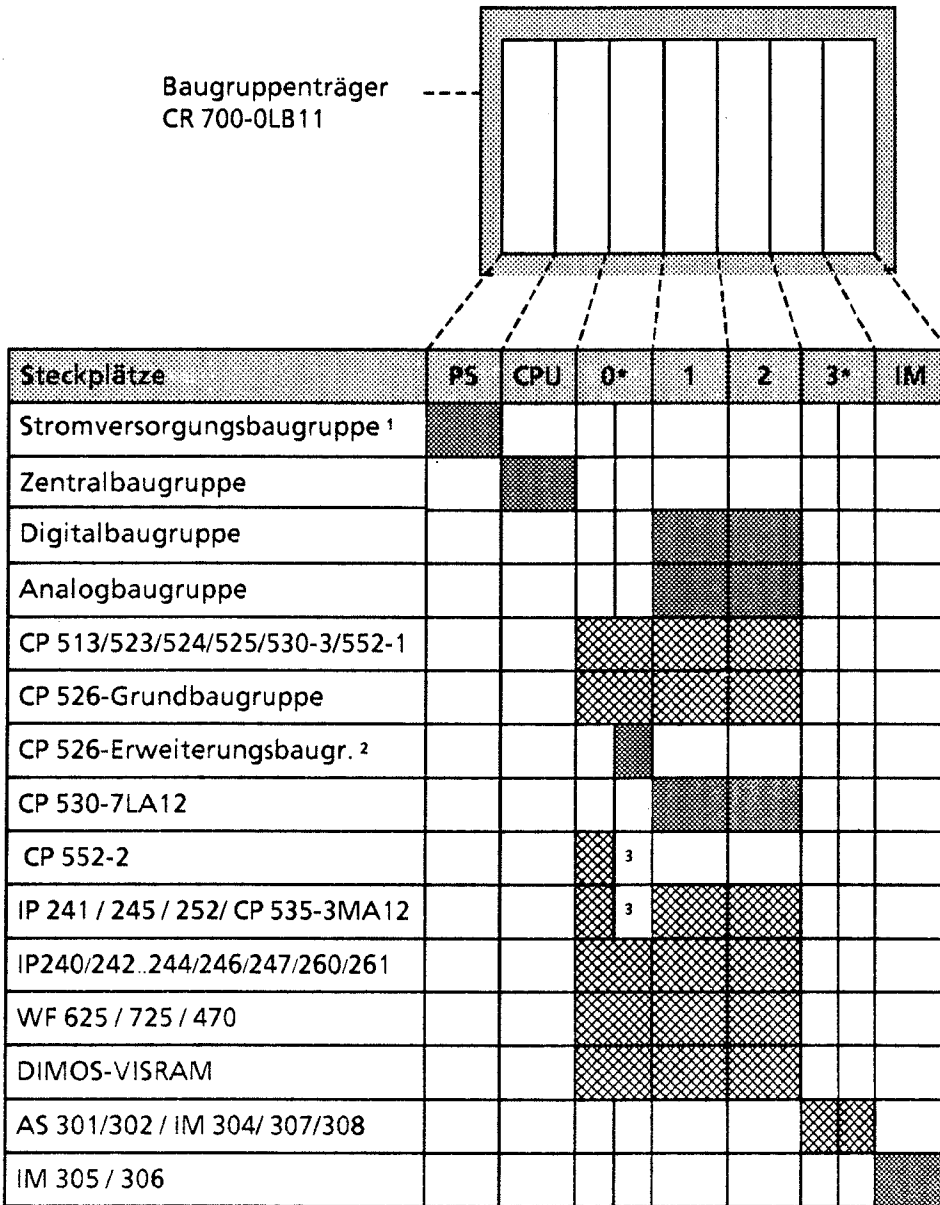 Baugruppenträger
CR 700-0LB11
Steckplätze PS CPU 0* 1 2 3* IM
Stromversorgungsbaugruppe ¹
Zentralbaugruppe
Digitalbaugruppe
Analogbaugruppe
CP 513/523/524/525/530-3/552-1
CP 526-Grundbaugruppe
CP 526-Erweiterungsbaugr. ²
CP 530-7LA12
CP 552-2 3
IP 241 / 245 / 252/ CP 535-3MA12 3
IP240/242..244/246/247/260/261
WF 625 / 725 / 470
DIMOS-VISRAM
AS 301/302 / IM 304/ 307/308
IM 305 / 306